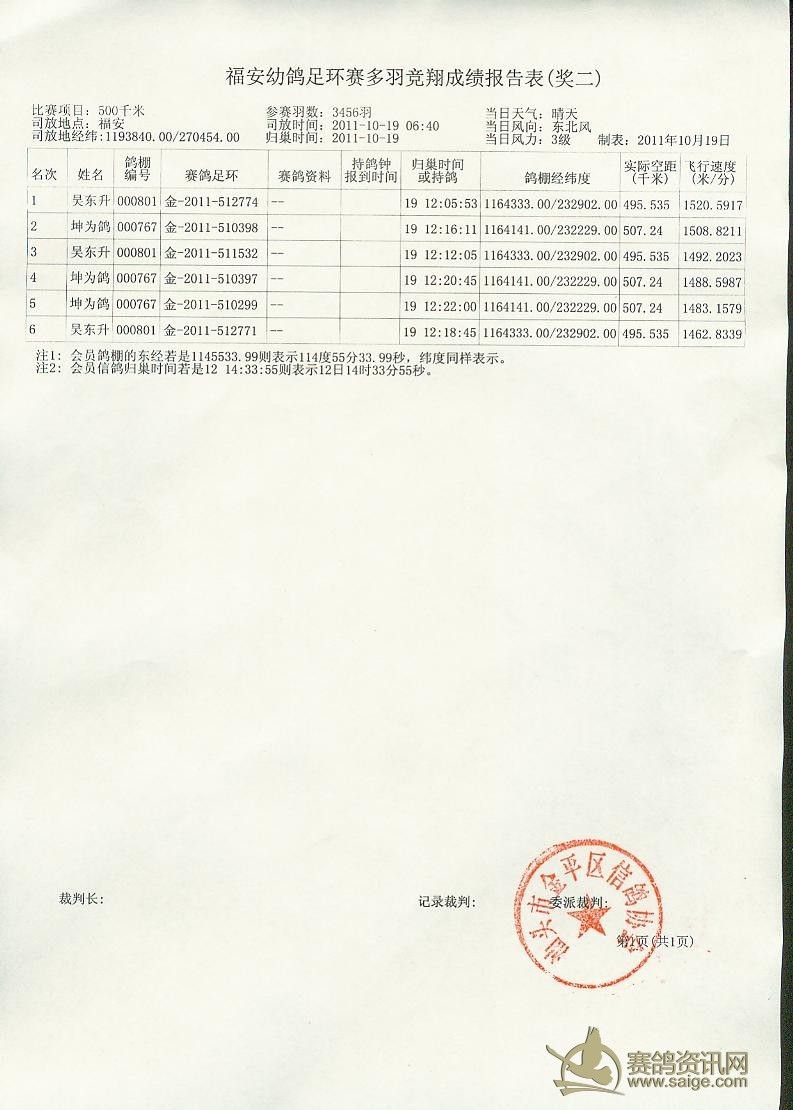 福安幼鸽足环赛多羽竞翔成绩报告表(奖二)
比赛项目: 500千米 参赛羽数: 3456羽 当日天气: 晴天
司放地点: 福安 司放时间: 2011-10-19 06:40 当日风向: 东北风
司放地经纬:1193840.00/270454.00 归巢时间: 2011-10-19 当日风力: 3级 制表: 2011年10月19日
名次 姓名 鸽棚编号 赛鸽足环 赛鸽资料 持鸽钟报到时间 归巢时间或持鸽 鸽棚经纬度 实际空距(千米) 飞行速度(米/分)
1 吴东升 000801 金-2011-512774 -- 19 12:05:53 1164333.00/232902.00 495.535 1520.5917
2 坤为鸽 000767 金-2011-510398 -- 19 12:16:11 1164141.00/232229.00 507.24 1508.8211
3 吴东升 000801 金-2011-511532 -- 19 12:12:05 1164333.00/232902.00 495.535 1492.2023
4 坤为鸽 000767 金-2011-510397 -- 19 12:20:45 1164141.00/232229.00 507.24 1488.5987
5 坤为鸽 000767 金-2011-510299 -- 19 12:22:00 1164141.00/232229.00 507.24 1483.1579
6 吴东升 000801 金-2011-512771 -- 19 12:18:45 1164333.00/232902.00 495.535 1462.8339
注1: 会员鸽棚的东经若是1145533.99则表示114度55分33.99秒，纬度同样表示。
注2: 会员信鸽归巢时间若是12 14:33:55则表示12日14时33分55秒。
裁判长: 记录裁判: 委派裁判:
汕头市金平区信鸽协会
第1页(共1页)
赛鸽资讯网
www.saige.com